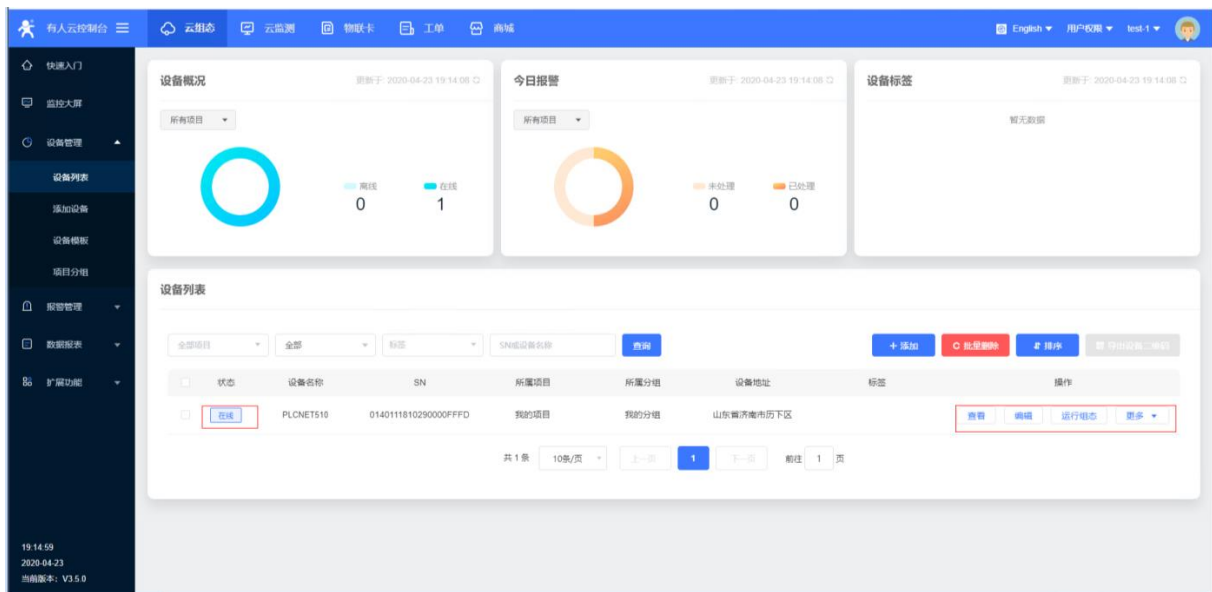 有人云控制台
云组态
云监测
物联卡
工单
商城
English
用户权限
test-1
快速入门
监控大屏
设备管理
设备列表
添加设备
设备模板
项目分组
报警管理
数据报表
扩展功能
19:14:59
2020-04-23
当前版本：V3.5.0
设备概况
更新于: 2020-04-23 19:14:08
所有项目
离线
在线
0
1
今日报警
更新于: 2020-04-23 19:14:08
所有项目
未处理
已处理
0
0
设备标签
更新于: 2020-04-23 19:14:08
暂无数据
设备列表
全部项目
全部
标签
SN或设备名称
查询
+ 添加
批量删除
排序
导出设备二维码
状态 设备名称 SN 所属项目 所属分组 设备地址 标签 操作
在线 PLCNET510 0140111810290000FFFD 我的项目 我的分组 山东省济南市历下区 查看 编辑 运行组态 更多
共 1 条 10条/页 上一页 1 下一页 前往 1 页